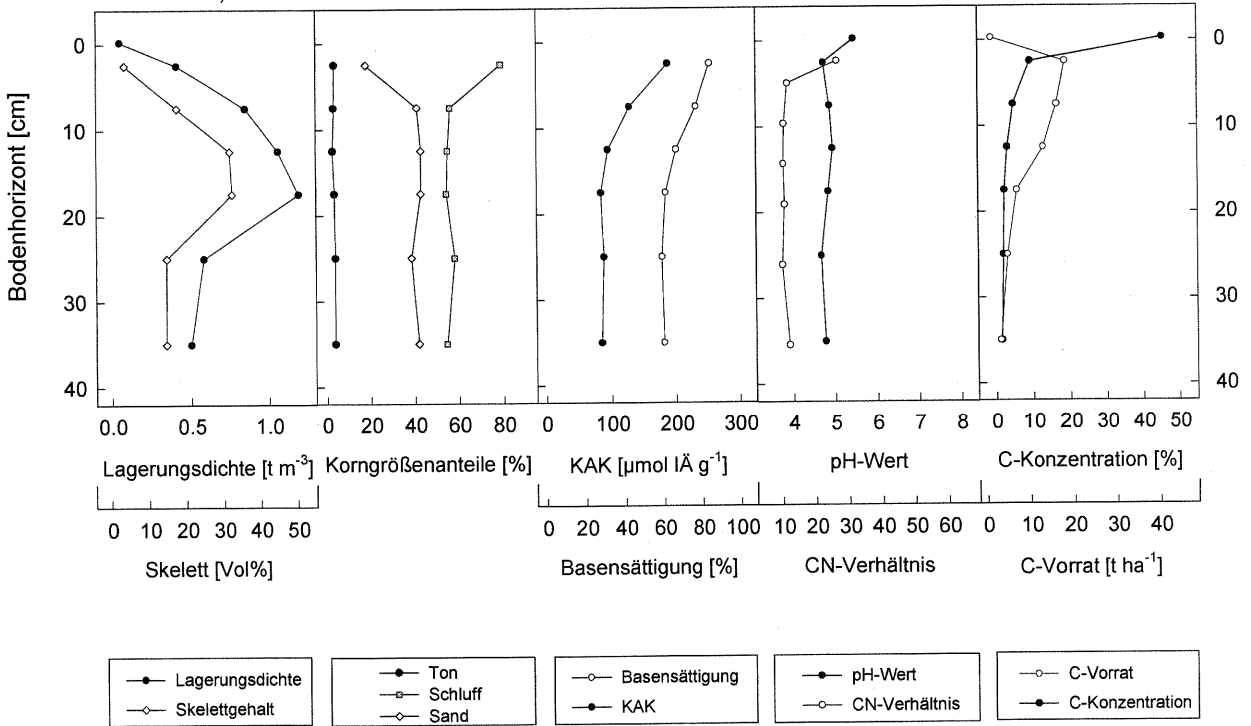 Bodenhorizont [cm]
0
10
20
30
40
0
10
20
30
40
0.0 0.5 1.0
0 20 40 60 80
0 100 200 300
4 5 6 7 8
0 10 20 30 40 50
Lagerungsdichte [t m⁻³]
Korngrößenanteile [%]
KAK [µmol IÄ g⁻¹]
pH-Wert
C-Konzentration [%]
0 10 20 30 40 50
0 20 40 60 80 100
10 20 30 40 50 60
0 10 20 30 40
Skelett [Vol%]
Basensättigung [%]
CN-Verhältnis
C-Vorrat [t ha⁻¹]
Lagerungsdichte
Skelettgehalt
Ton
Schluff
Sand
Basensättigung
KAK
pH-Wert
CN-Verhältnis
C-Vorrat
C-Konzentration